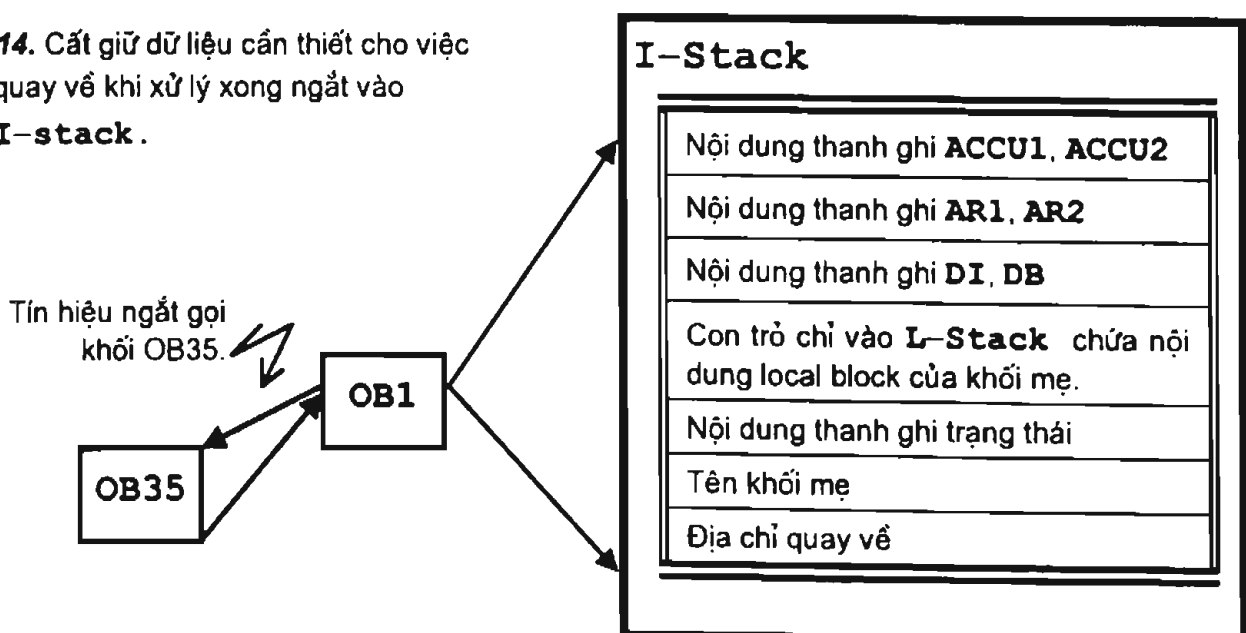 14. Cất giữ dữ liệu cần thiết cho việc
quay về khi xử lý xong ngắt vào
I-stack.
Tín hiệu ngắt gọi
khối OB35.
OB1
OB35
I-Stack
Nội dung thanh ghi ACCU1, ACCU2
Nội dung thanh ghi AR1, AR2
Nội dung thanh ghi DI, DB
Con trỏ chỉ vào L-Stack chứa nội
dung local block của khối mẹ.
Nội dung thanh ghi trạng thái
Tên khối mẹ
Địa chỉ quay về